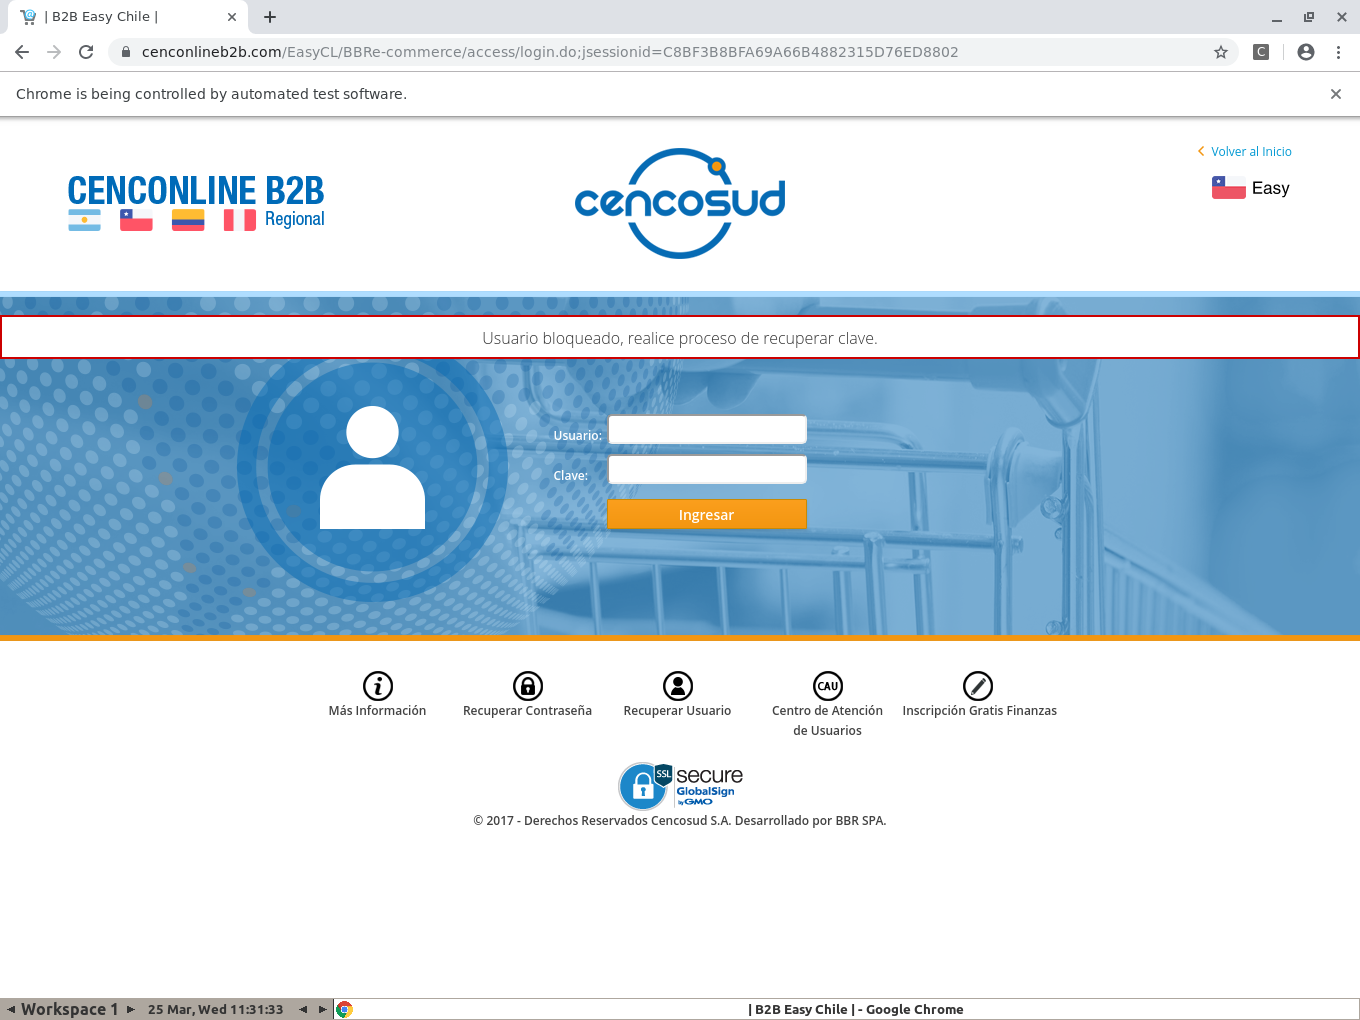 | B2B Easy Chile |
cenconlineb2b.com/EasyCL/BBRe-commerce/access/login.do;jsessionid=C8BF3B8BFA69A66B4882315D76ED8802
C
Chrome is being controlled by automated test software.
Volver al Inicio
CENCONLINE B2B
Regional
cencosud
Easy
Usuario bloqueado, realice proceso de recuperar clave.
Usuario:
Clave:
Ingresar
Más Información
Recuperar Contraseña
Recuperar Usuario
CAU
Centro de Atención
de Usuarios
Inscripción Gratis Finanzas
SSL
secure
GlobalSign
by GMO
© 2017 - Derechos Reservados Cencosud S.A. Desarrollado por BBR SPA.
Workspace 1
25 Mar, Wed 11:31:33
| B2B Easy Chile | - Google Chrome